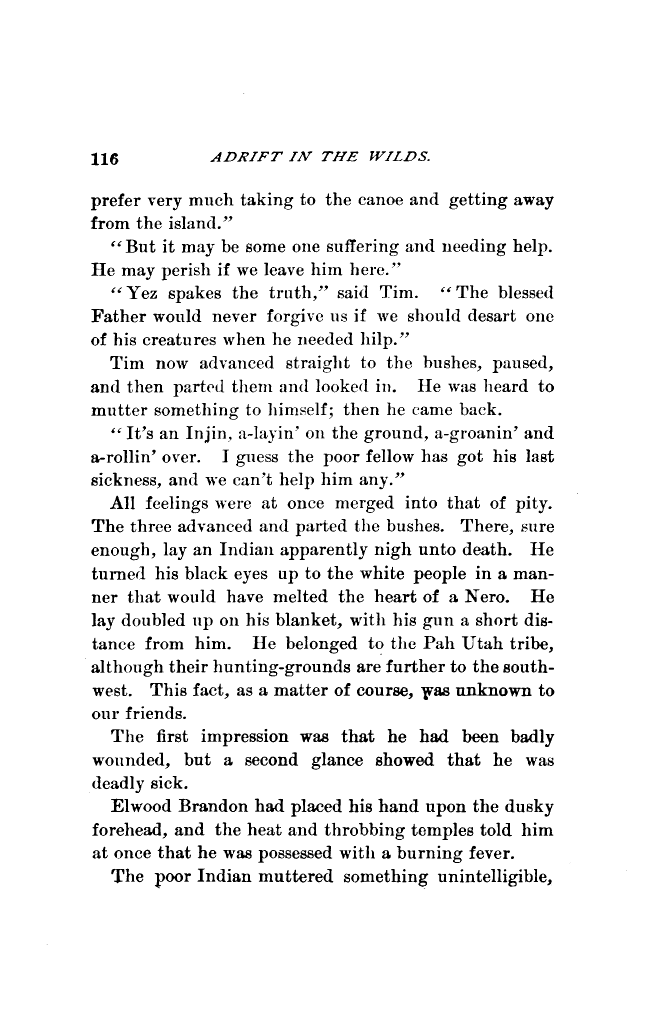 116 ADRIFT IN THE WILDS.
prefer very much taking to the canoe and getting away
from the island."
"But it may be some one suffering and needing help.
He may perish if we leave him here."
"Yez spakes the truth," said Tim. "The blessed
Father would never forgive us if we should desart one
of his creatures when he needed hilp."
Tim now advanced straight to the bushes, paused,
and then parted them and looked in. He was heard to
mutter something to himself; then he came back.
"It's an Injin, a-layin' on the ground, a-groanin' and
a-rollin' over. I guess the poor fellow has got his last
sickness, and we can't help him any."
All feelings were at once merged into that of pity.
The three advanced and parted the bushes. There, sure
enough, lay an Indian apparently nigh unto death. He
turned his black eyes up to the white people in a man-
ner that would have melted the heart of a Nero. He
lay doubled up on his blanket, with his gun a short dis-
tance from him. He belonged to the Pah Utah tribe,
although their hunting-grounds are further to the south-
west. This fact, as a matter of course, was unknown to
our friends.
The first impression was that he had been badly
wounded, but a second glance showed that he was
deadly sick.
Elwood Brandon had placed his hand upon the dusky
forehead, and the heat and throbbing temples told him
at once that he was possessed with a burning fever.
The poor Indian muttered something unintelligible,